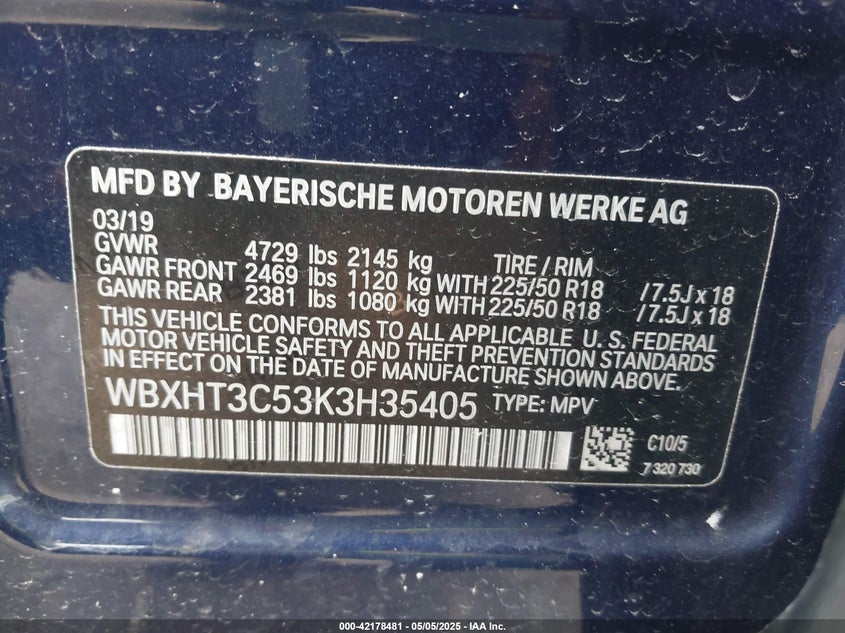 MFD BY BAYERISCHE MOTOREN WERKE AG
03/19
GVWR 4729 lbs 2145 kg TIRE / RIM
GAWR FRONT 2469 lbs 1120 kg WITH 225/50 R18 / 7.5J x 18
GAWR REAR 2381 lbs 1080 kg WITH 225/50 R18 / 7.5J x 18
THIS VEHICLE CONFORMS TO ALL APPLICABLE U. S. FEDERAL
MOTOR VEHICLE SAFETY AND THEFT PREVENTION STANDARDS
IN EFFECT ON THE DATE OF MANUFACTURE SHOWN ABOVE.
WBXHT3C53K3H35405 TYPE: MPV
C10/5
7 320 730
000-42178481 - 05/05/2025 - IAA Inc.